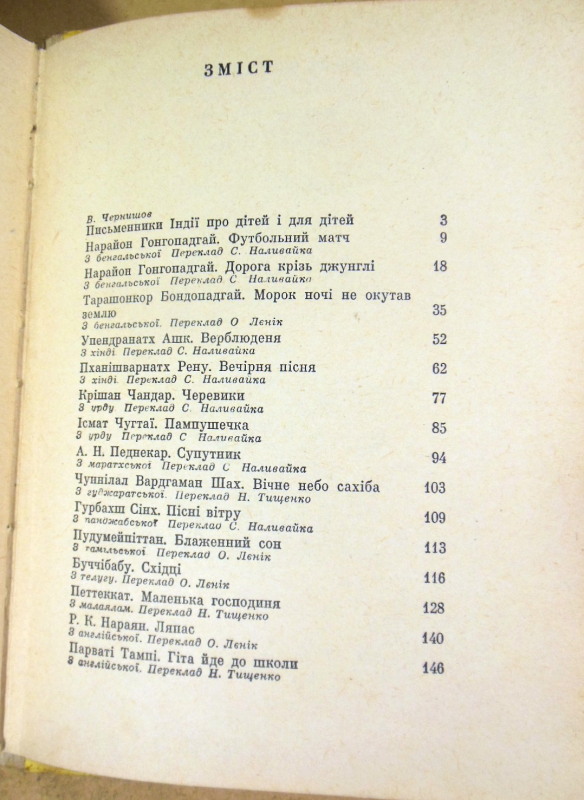 ЗМІСТ
В. Чернишов
Письменники Індії про дітей і для дітей 3
Нарайон Гонгопадгай. Футбольний матч 9
З бенгальської Переклад С. Наливайка
Нарайон Гонгопадгай. Дорога крізь джунглі 18
З бенгальської Переклад С. Наливайка
Тарашонкор Бондопадгай. Морок ночі не окутав
землю 35
З бенгальської. Переклад О Лєнік
Упендранатх Ашк. Верблюденя 52
З хінді. Переклад С. Наливайка
Пханішварнатх Рену. Вечірня пісня 62
З хінді. Переклад С. Наливайка
Крішан Чандар. Черевики 77
З урду. Переклад С. Наливайка
Ісмат Чугтаї. Пампушечка 85
З урду Переклад С Наливайка
А. Н. Педнекар. Супутник 94
З маратхської Переклад С Наливайка
Чуннілал Вардгаман Шах. Вічне небо сахіба 103
З гуджаратської. Переклад Н. Тищенко
Гурбахш Сінх. Пісні вітру 109
З панджабської Переклад С. Наливайка
Пудумейпіттан. Блаженний сон 113
З тамільської Переклад О. Лєнік
Буччібабу. Східці 116
З телугу. Переклад О. Лєнік
Петтеккат. Маленька господиня 128
З малаялам. Переклад Н. Тищенко
Р. К. Нараян. Ляпас 140
З англійської. Переклад О. Лєнік
Парваті Тампі. Гіта йде до школи 146
З англійської. Переклад Н. Тищенко